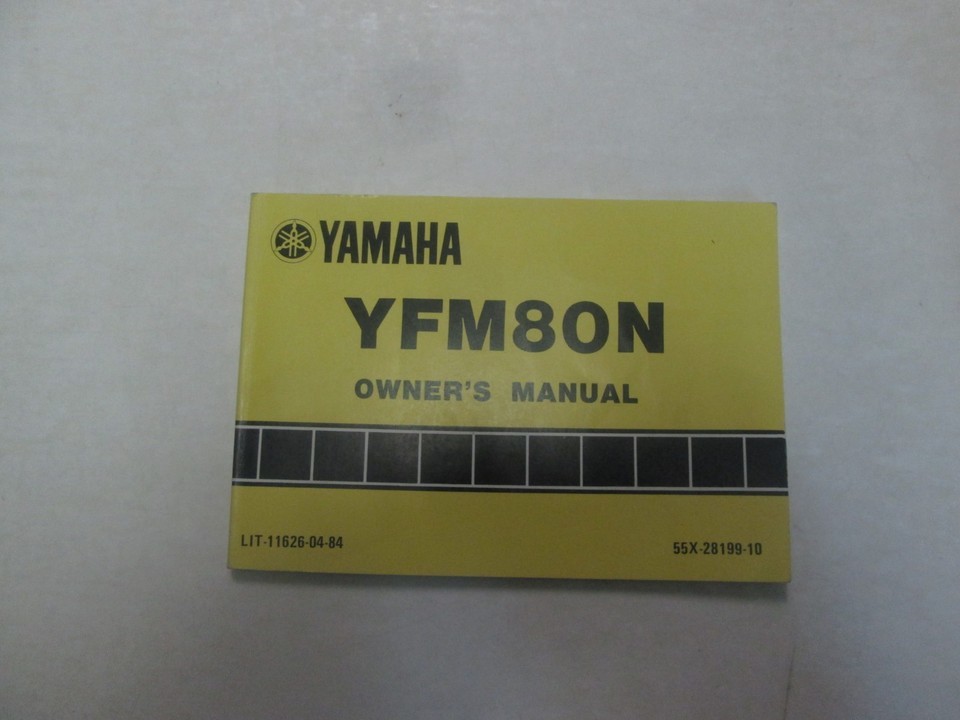 YAMAHA
YFM80N
OWNER'S MANUAL
LIT-11626-04-84
55X-28199-10